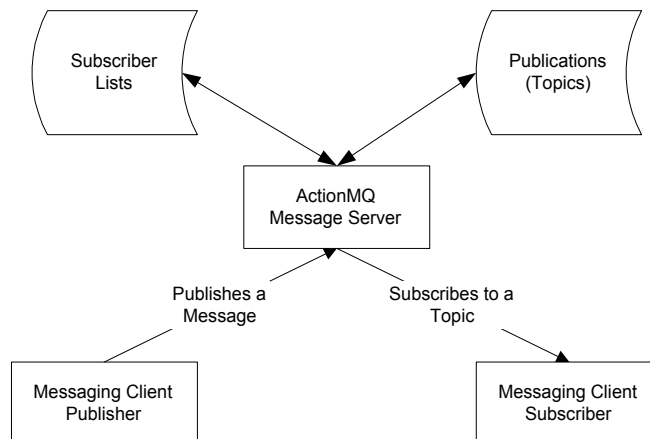 Subscriber
Lists
Publications
(Topics)
ActionMQ
Message Server
Publishes a
Message
Subscribes to a
Topic
Messaging Client
Publisher
Messaging Client
Subscriber